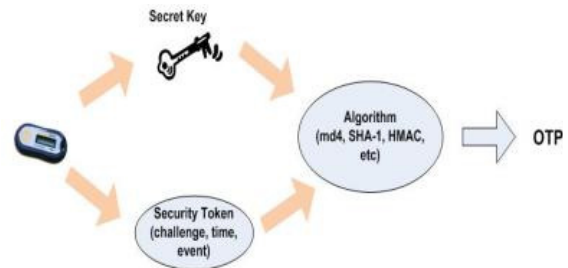 Secret Key
Algorithm
(md4, SHA-1, HMAC,
etc)
OTP
Security Token
(challenge, time,
event)